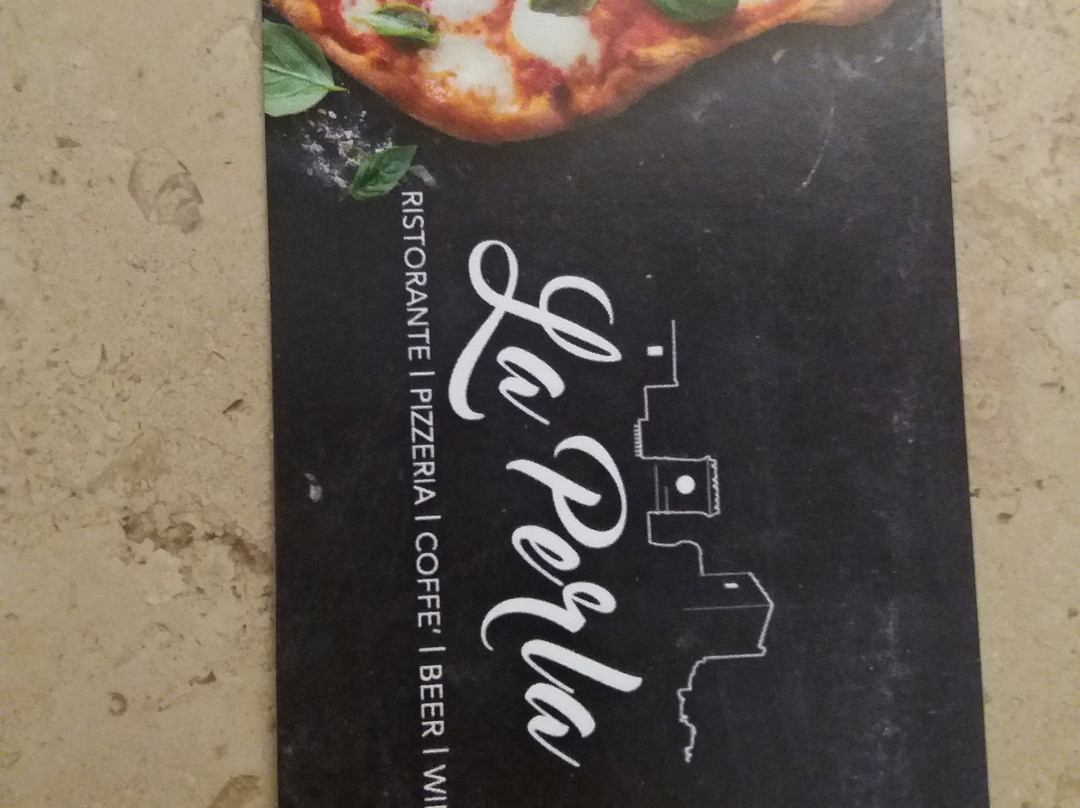 La Perla
RISTORANTE | PIZZERIA | COFFE' | BEER |